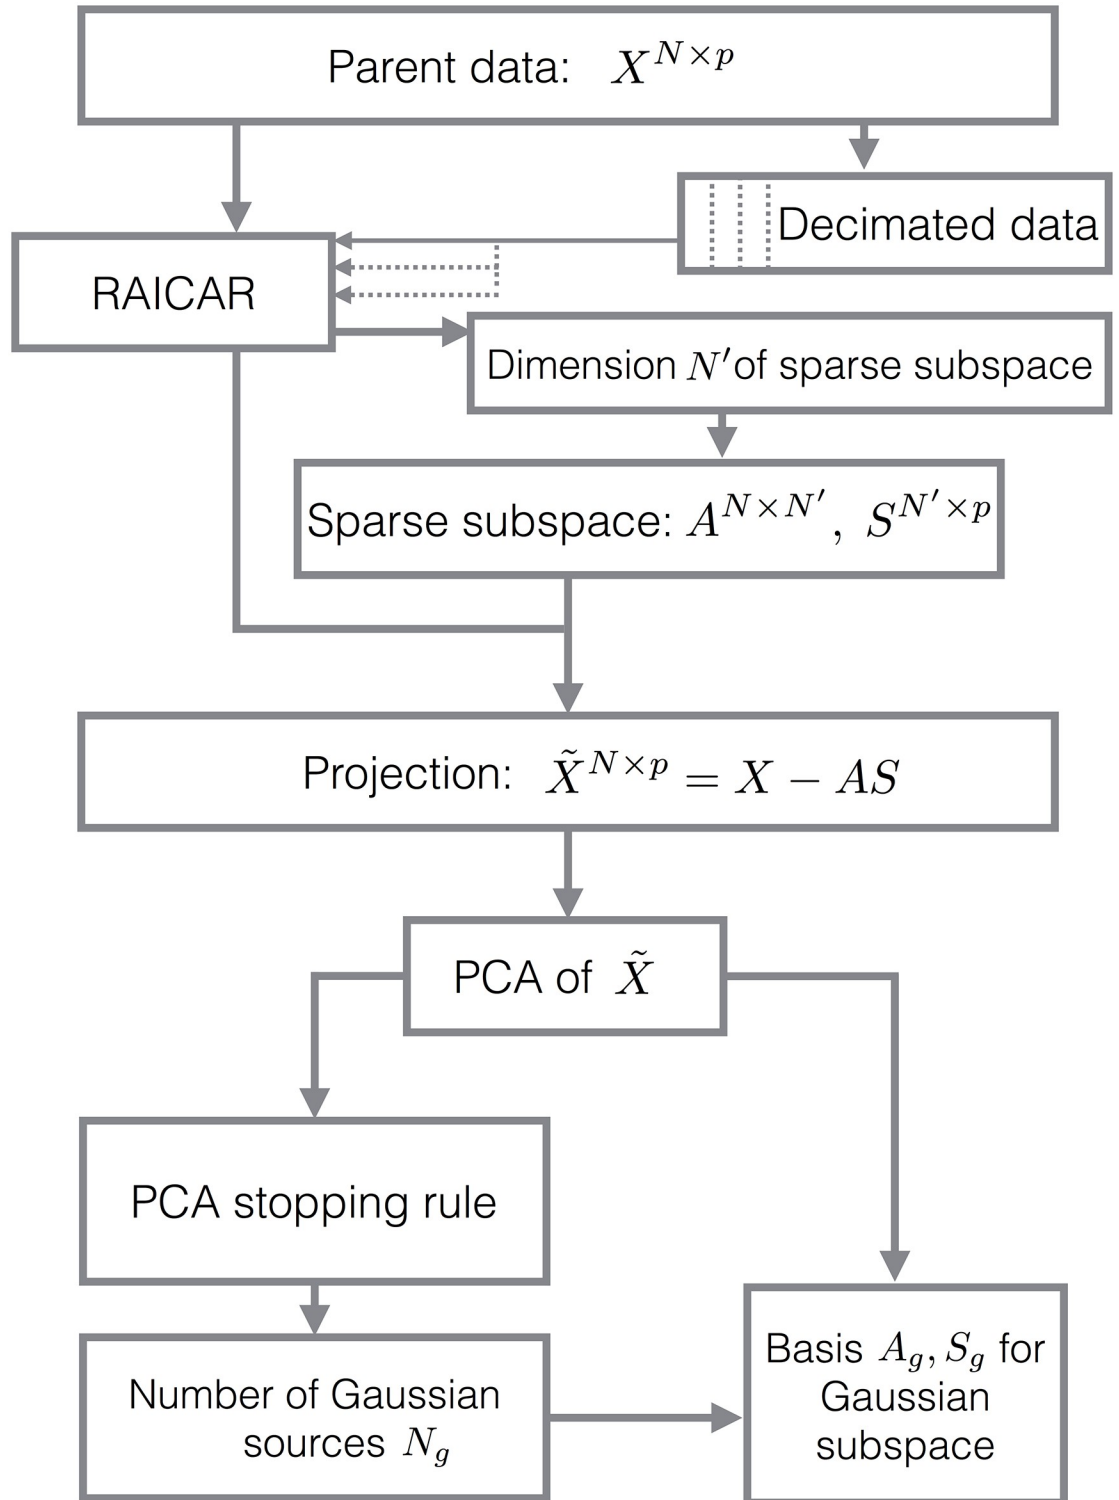 Parent data: X^{N×p}
Decimated data
RAICAR
Dimension N′ of sparse subspace
Sparse subspace: A^{N×N′}, S^{N′×p}
Projection: X̃^{N×p} = X − AS
PCA of X̃
PCA stopping rule
Number of Gaussian
sources N_g
Basis A_g, S_g for
Gaussian
subspace